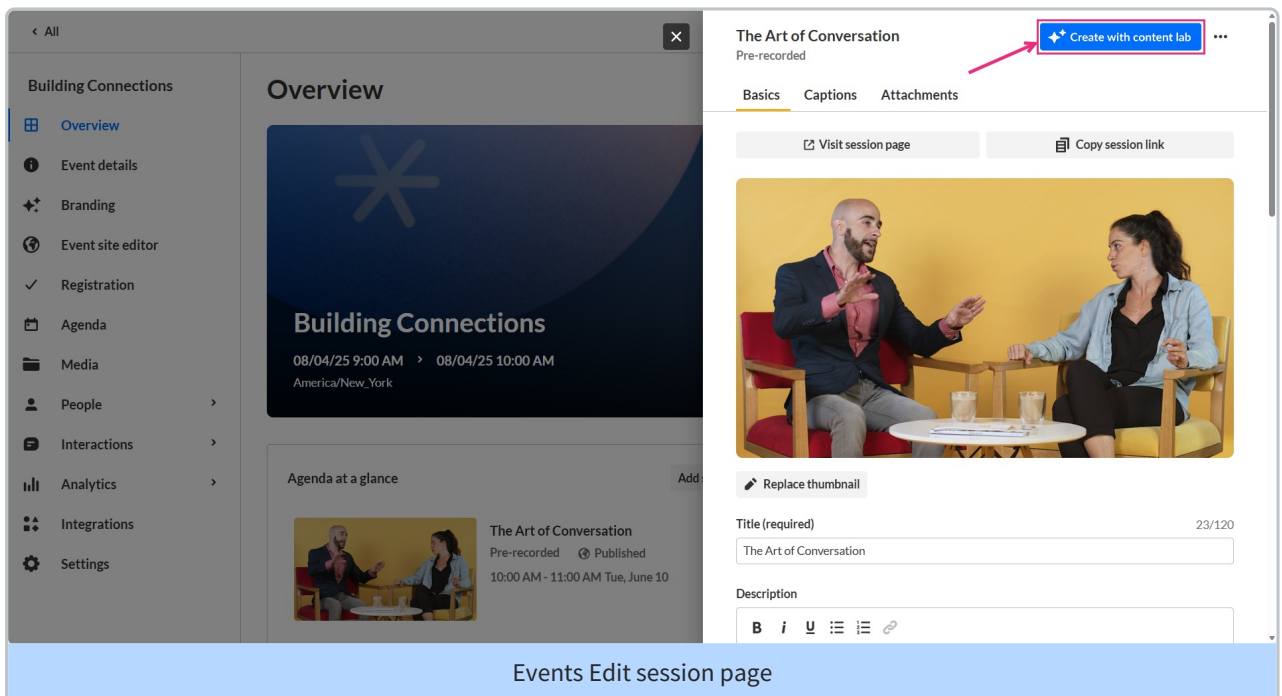 All
Building Connections
Overview
Event details
Branding
Event site editor
Registration
Agenda
Media
People
Interactions
Analytics
Integrations
Settings
Overview
Building Connections
08/04/25 9:00 AM > 08/04/25 10:00 AM
America/New_York
Agenda at a glance
Add
The Art of Conversation
Pre-recorded Published
10:00 AM - 11:00 AM Tue, June 10
The Art of Conversation
Pre-recorded
Create with content lab
Basics Captions Attachments
Visit session page Copy session link
Replace thumbnail
Title (required) 23/120
The Art of Conversation
Description
B i U
Events Edit session page